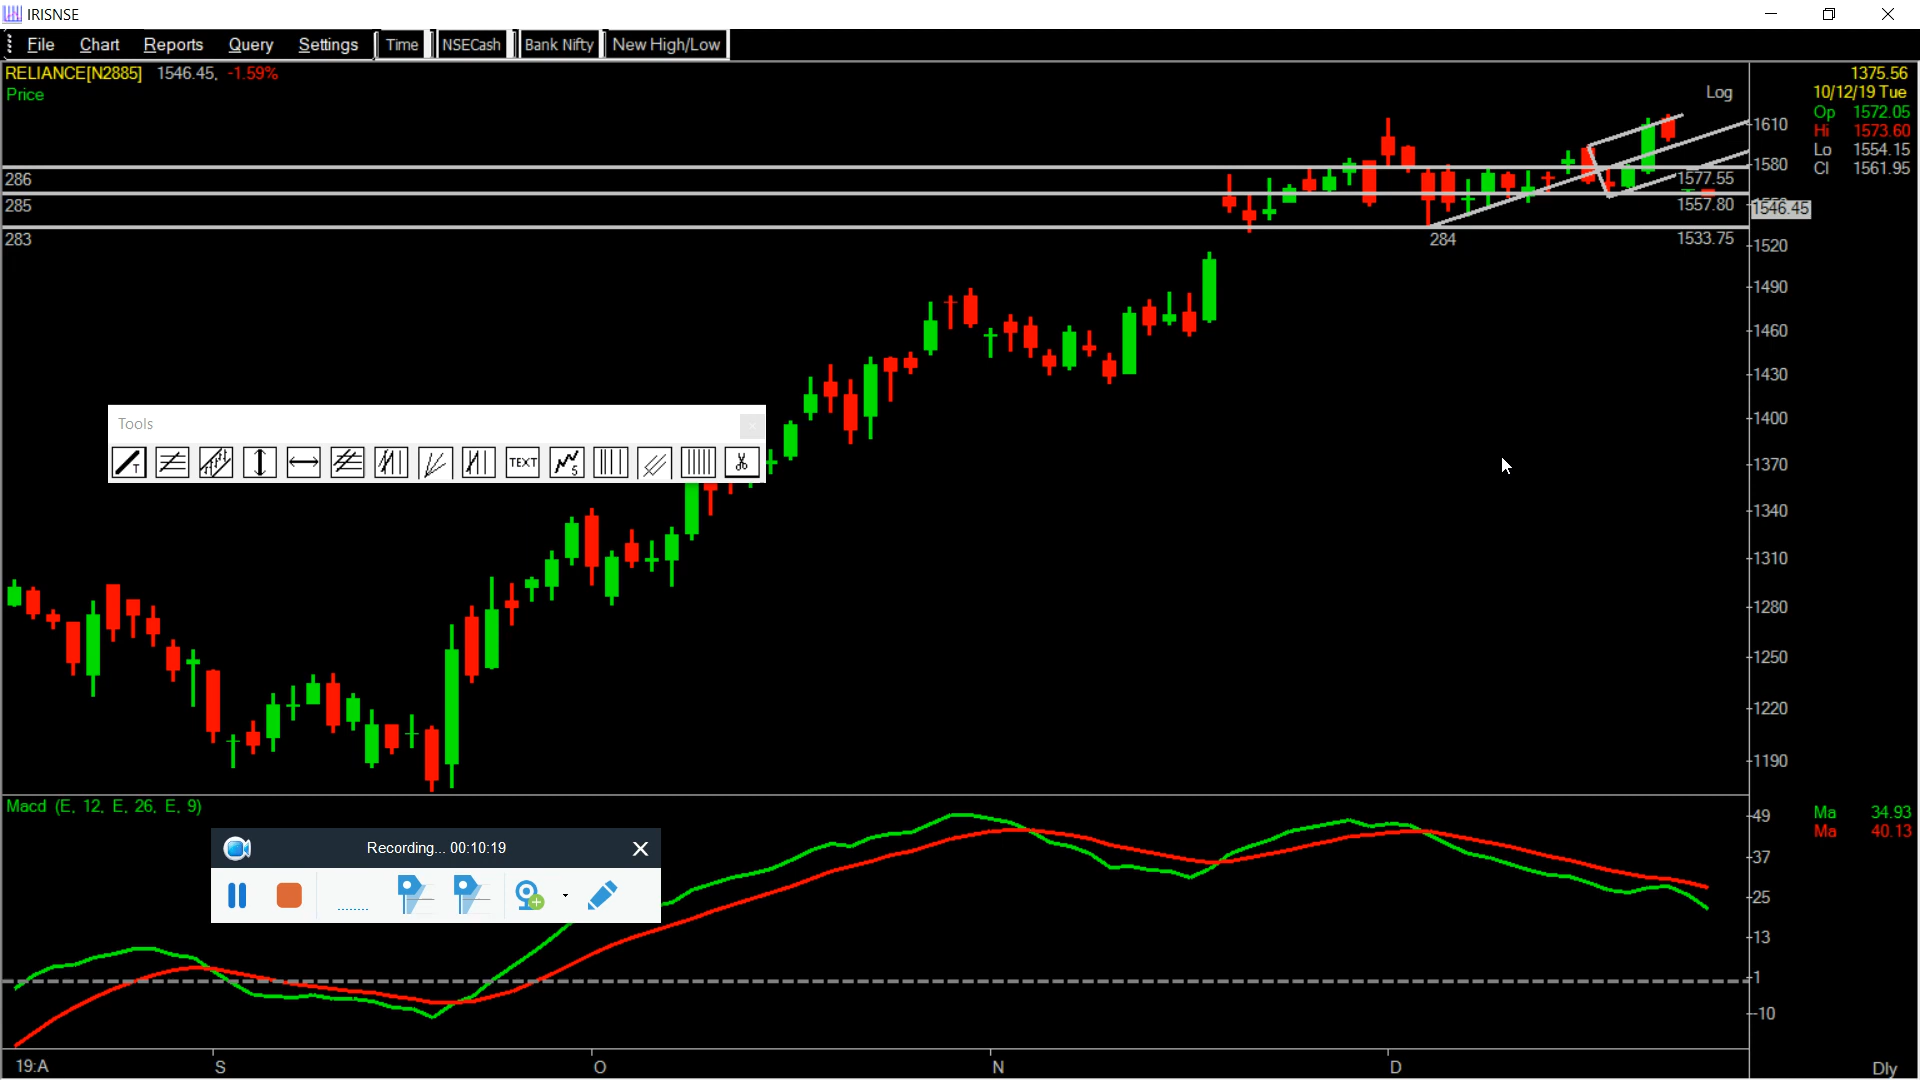 IRISNSE
File Chart Reports Query Settings Time NSECash Bank Nifty New High/Low
RELIANCE[N2885] 1546.45, -1.59%
Price
Log
1375.56
10/12/19 Tue
Op 1572.05
Hi 1573.60
Lo 1554.15
Cl 1561.95
1610
1580
286
1577.55
285
1557.80
1546.45
283
284
1533.75
1520
1490
1460
1430
1400
1370
1340
1310
1280
1250
1220
1190
Tools
T
TEXT
5
Macd (E, 12, E, 26, E, 9)
Recording... 00:10:19
Ma 34.93
Ma 40.13
49
37
25
13
1
-10
19:A S O N D
Dly